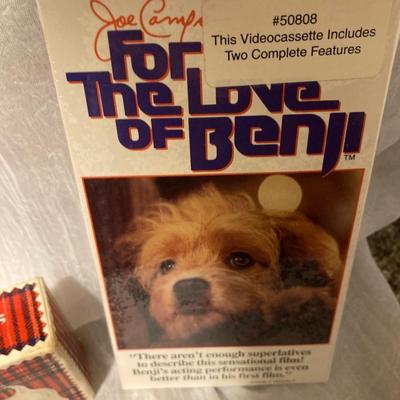 Joe
#50808
This Videocassette Includes
Two Complete Features
For
The Love
of Benji
TM
"There aren't enough superlatives
to describe this sensational film!
Benji's acting performance is even
better than in his first film."